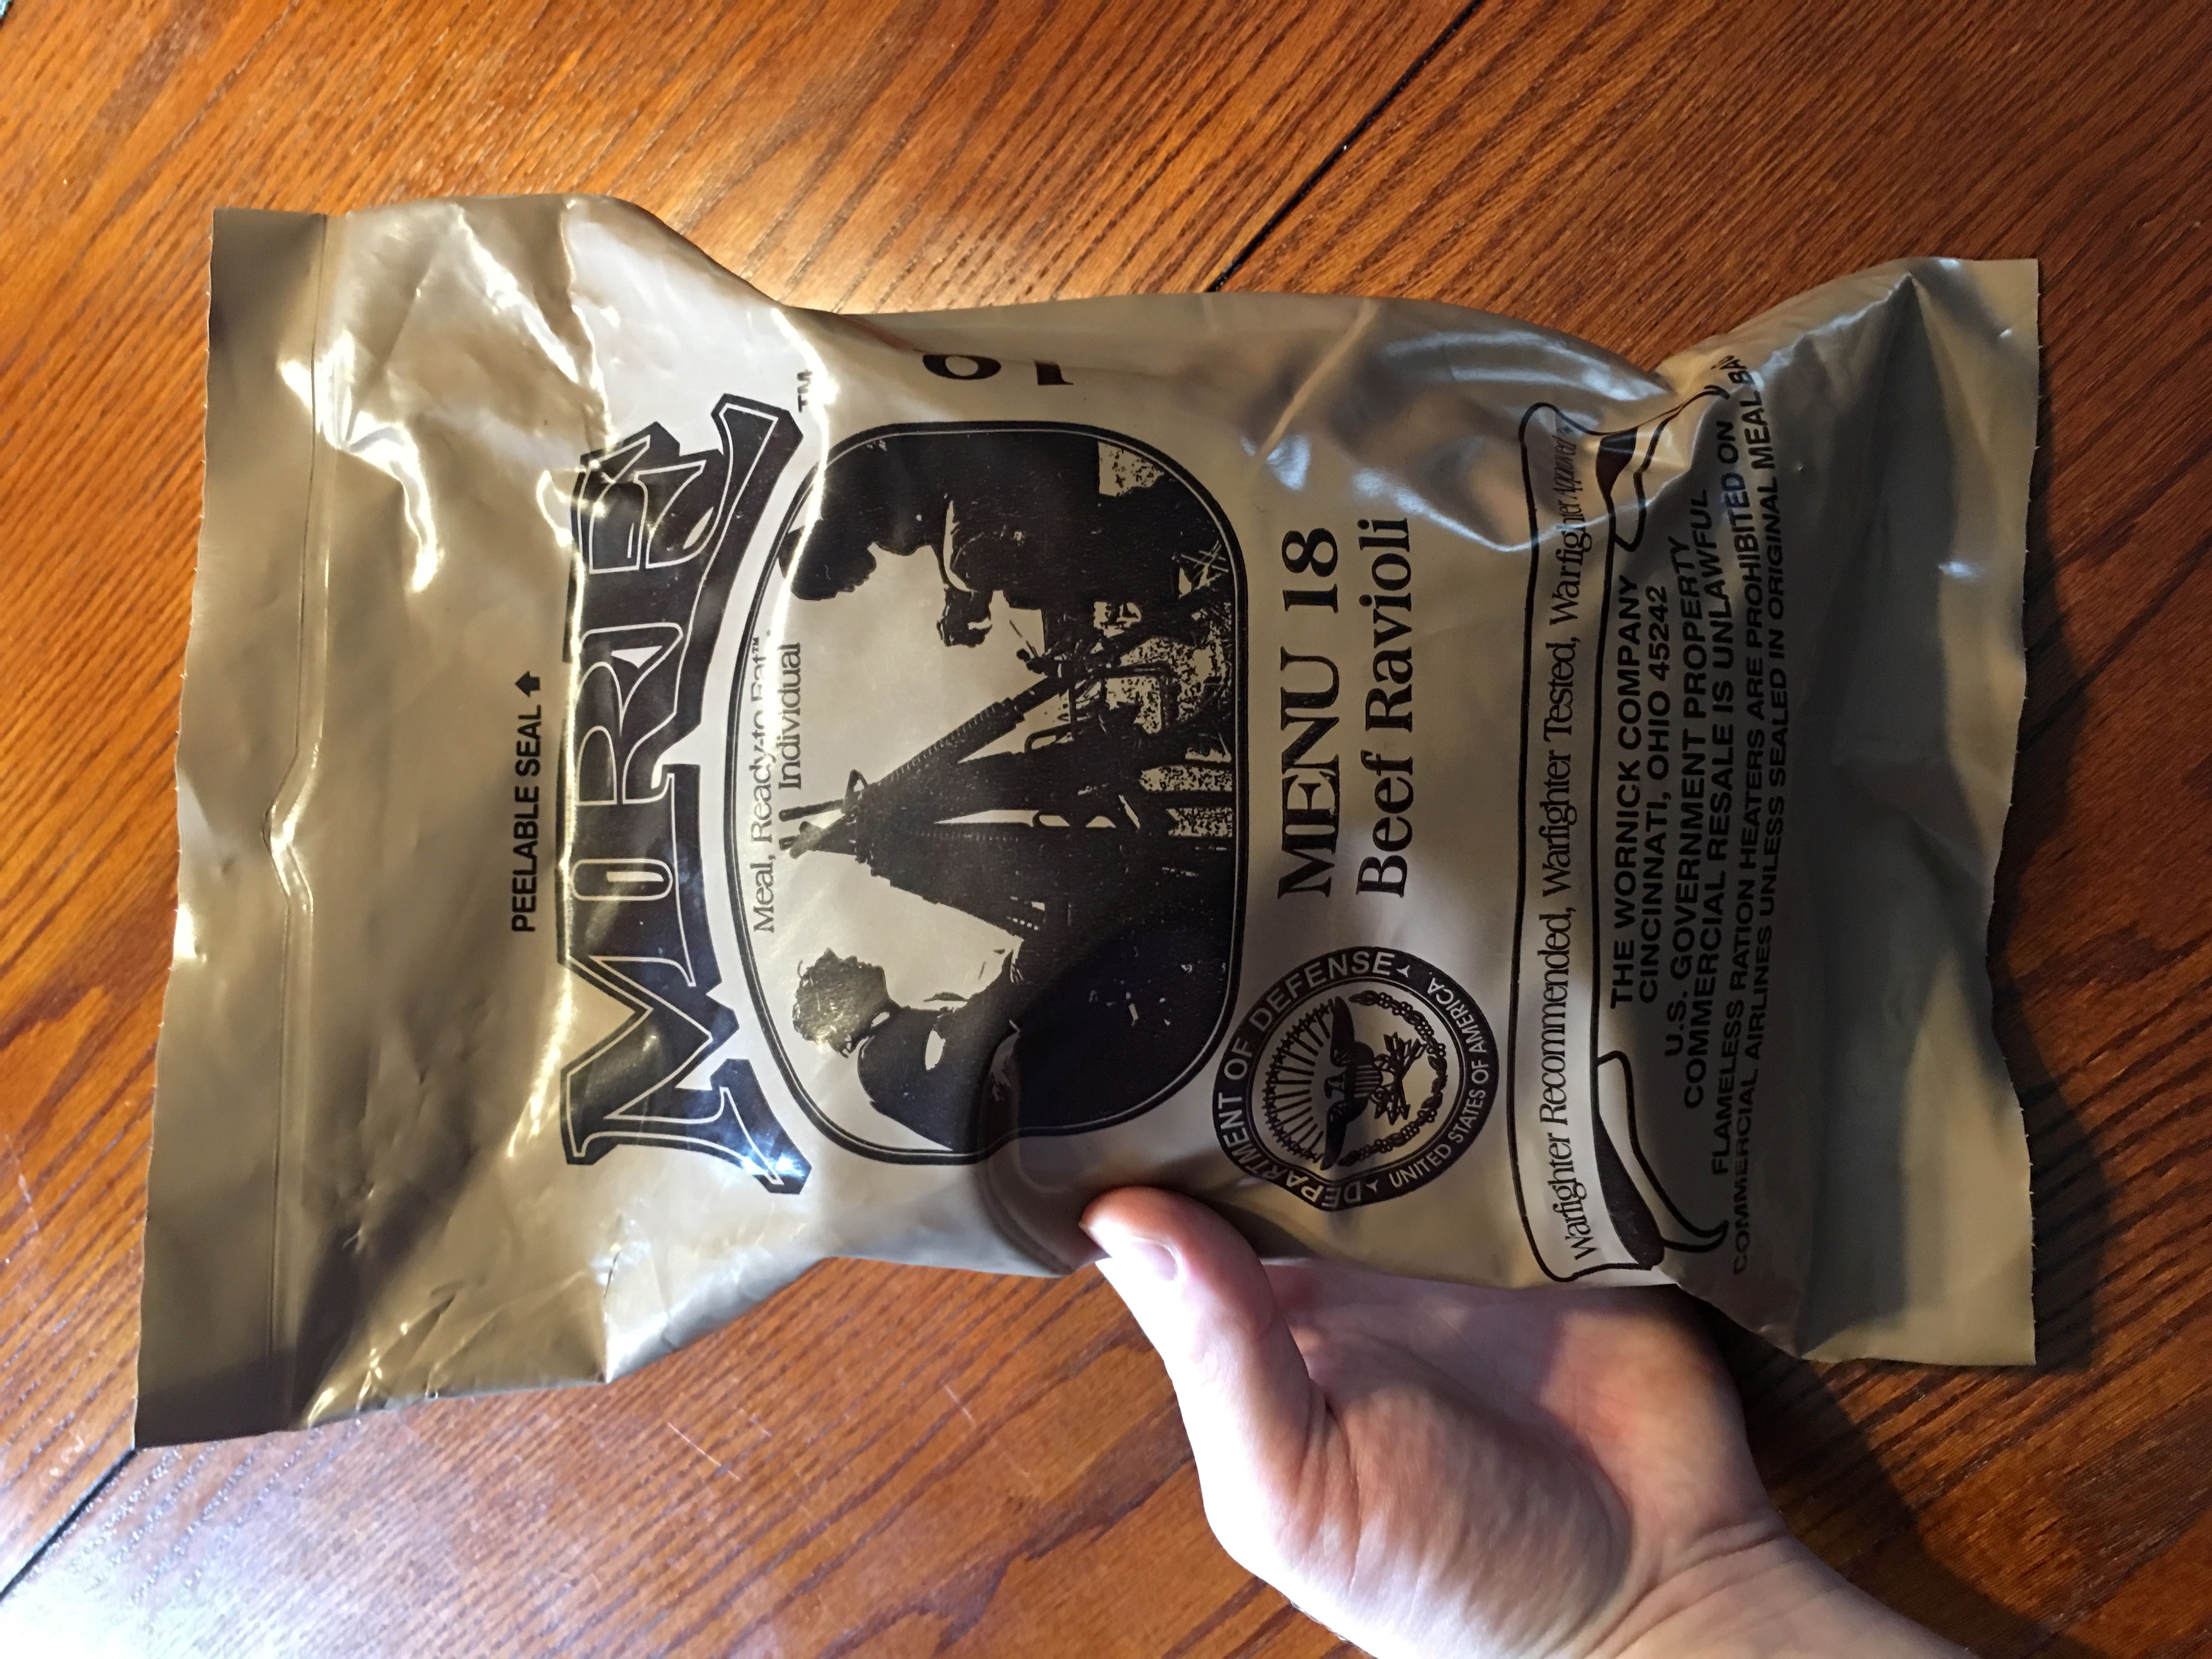 PEELABLE SEAL
MRE™
Meal, Ready-to-Eat™
Individual
MENU 18
Beef Ravioli
DEPARTMENT OF DEFENSE
UNITED STATES OF AMERICA
Warfighter Recommended, Warfighter Tested, Warfighter Approved
THE WORNICK COMPANY
CINCINNATI, OHIO 45242
U.S. GOVERNMENT PROPERTY
COMMERCIAL RESALE IS UNLAWFUL
FLAMELESS RATION HEATERS ARE PROHIBITED ON
COMMERCIAL AIRLINES UNLESS SEALED IN ORIGINAL MEAL BAG